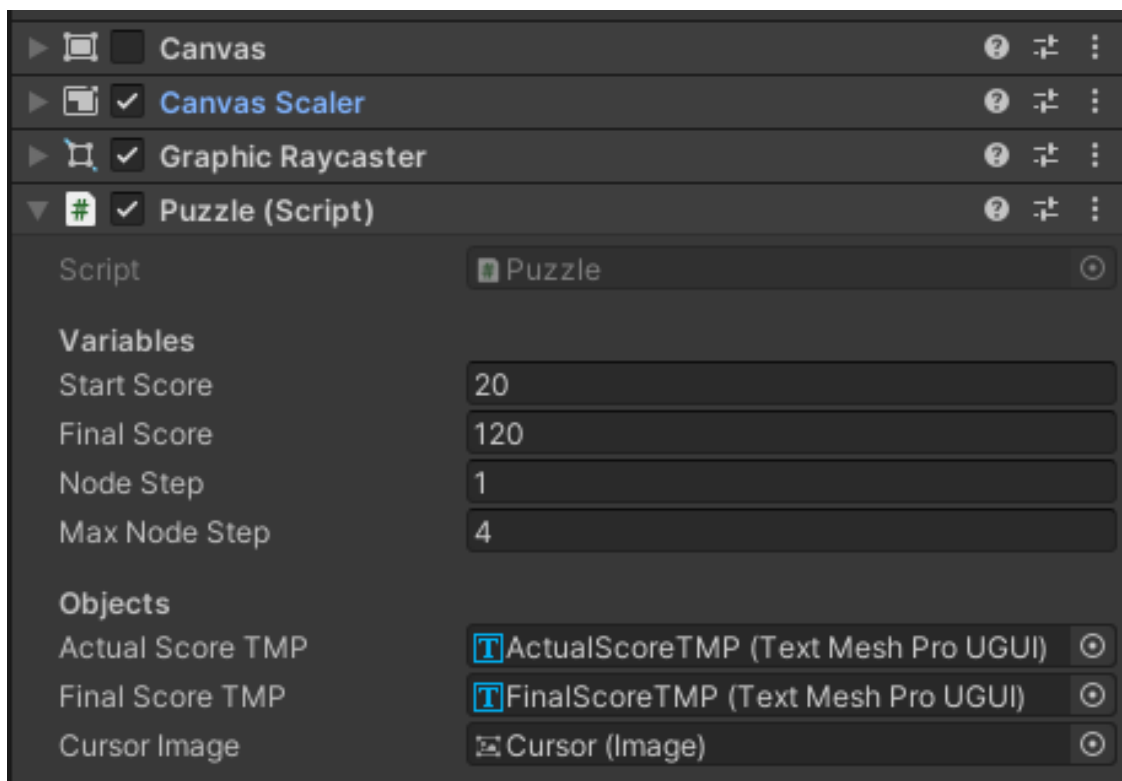 Canvas
Canvas Scaler
Graphic Raycaster
# Puzzle (Script)
Script # Puzzle
Variables
Start Score 20
Final Score 120
Node Step 1
Max Node Step 4
Objects
Actual Score TMP T ActualScoreTMP (Text Mesh Pro UGUI)
Final Score TMP T FinalScoreTMP (Text Mesh Pro UGUI)
Cursor Image Cursor (Image)